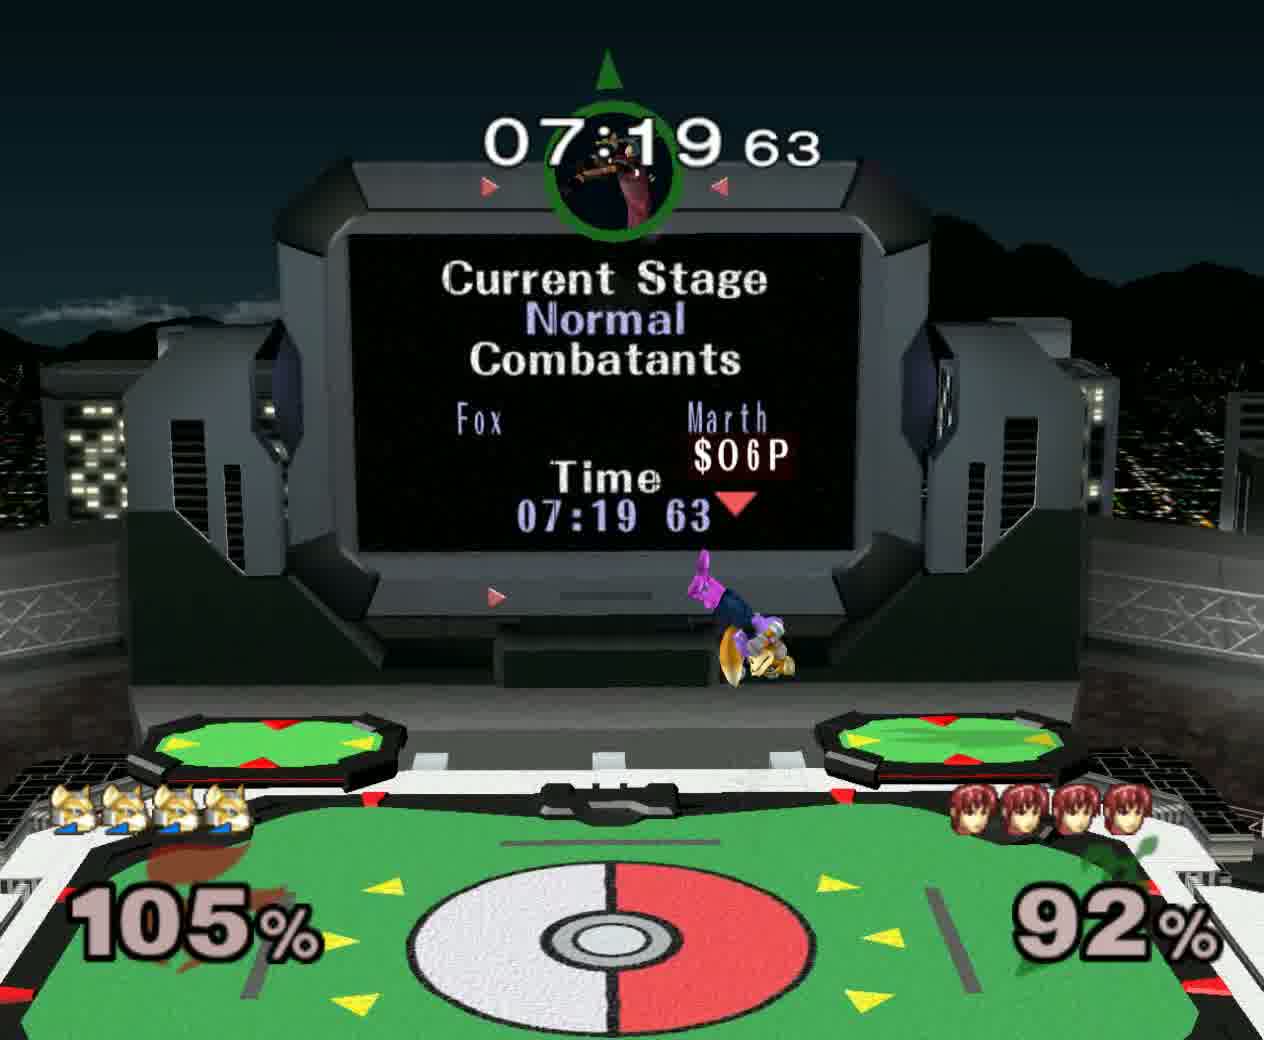 07:19 63
Current Stage
Normal
Combatants
Fox Marth
$06P
Time
07:19 63
105% 92%